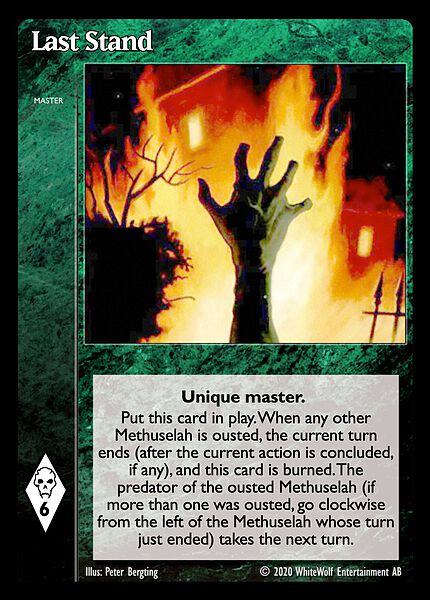 Last Stand
MASTER
Unique master.
Put this card in play. When any other
Methuselah is ousted, the current turn
ends (after the current action is concluded,
if any), and this card is burned. The
predator of the ousted Methuselah (if
more than one was ousted, go clockwise
from the left of the Methuselah whose turn
just ended) takes the next turn.
6
Illus: Peter Bergting
© 2020 WhiteWolf Entertainment AB